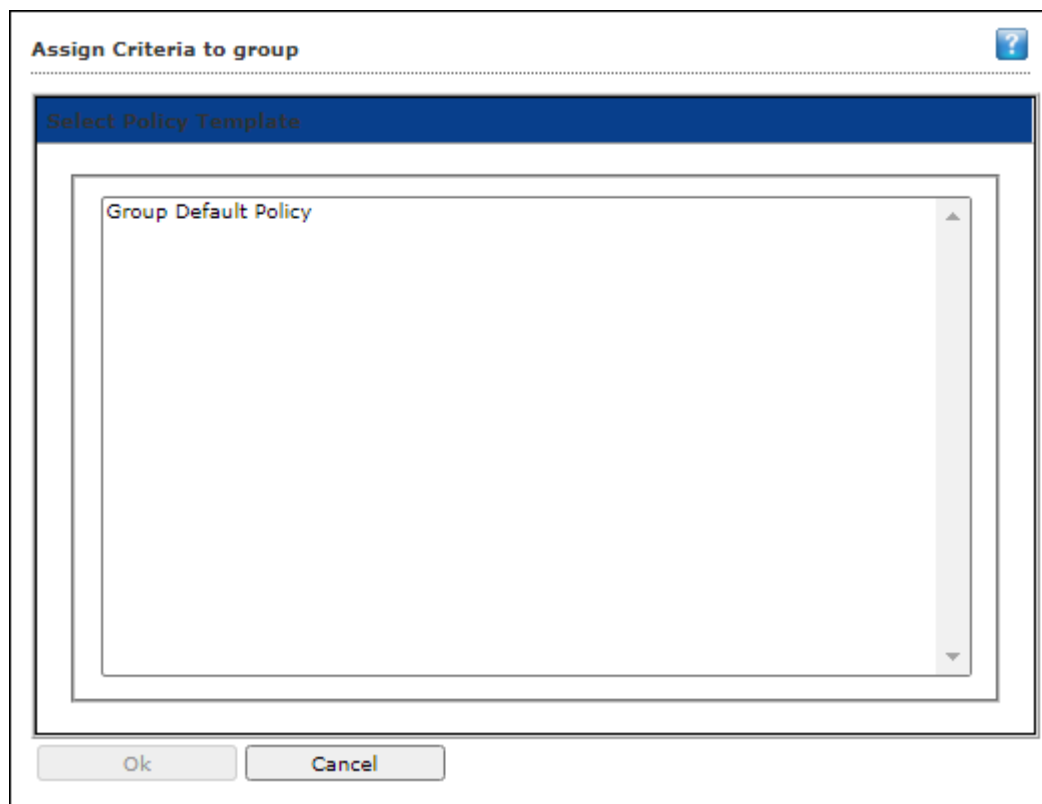 Assign Criteria to group
?
Select Policy Template
Group Default Policy
Ok
Cancel